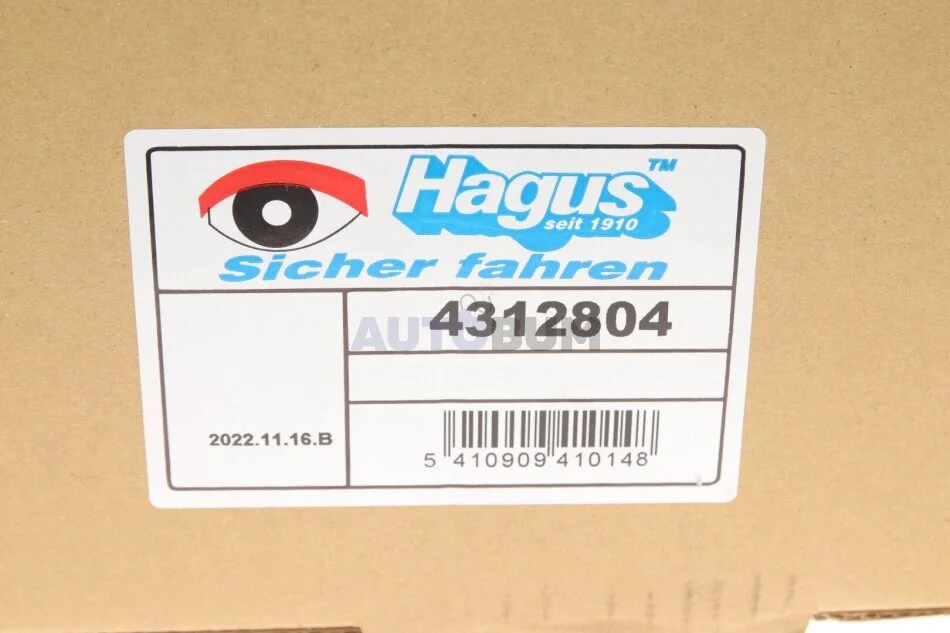 Hagus™
seit 1910
Sicher fahren
4312804
AUTOBUM
2022.11.16.B
5 410909 410148